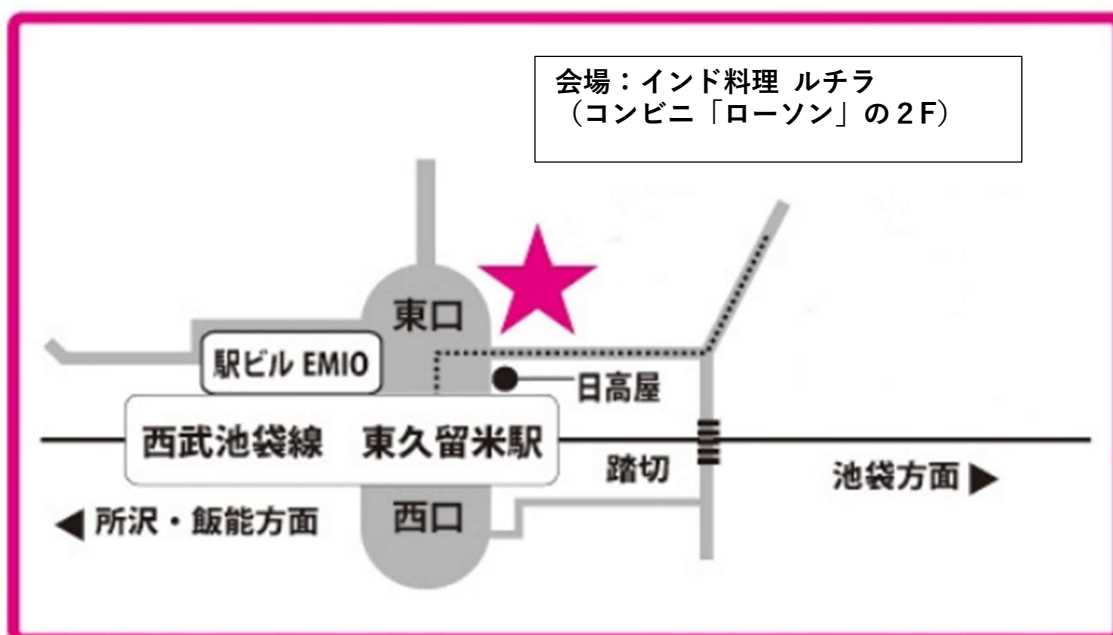 会場：インド料理 ルチラ
（コンビニ「ローソン」の２F）
東口
駅ビル EMIO
日高屋
西武池袋線　東久留米駅
踏切
池袋方面▶
◀所沢・飯能方面
西口